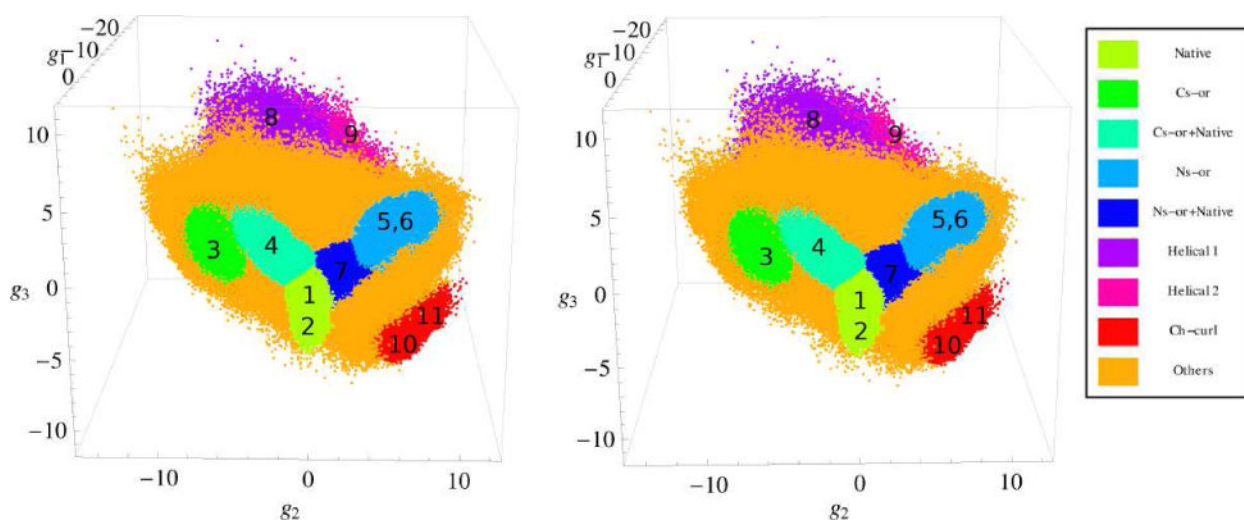 −20
−10
g1
0
10
5
g3
0
−5
−10
−10
0
10
g2
8
9
3
4
5,6
7
1
2
11
10
−20
−10
g1
0
10
5
g3
0
−5
−10
−10
0
10
g2
8
9
3
4
5,6
7
1
2
11
10
Native
Cs−or
Cs−or+Native
Ns−or
Ns−or+Native
Helical 1
Helical 2
Ch−curl
Others